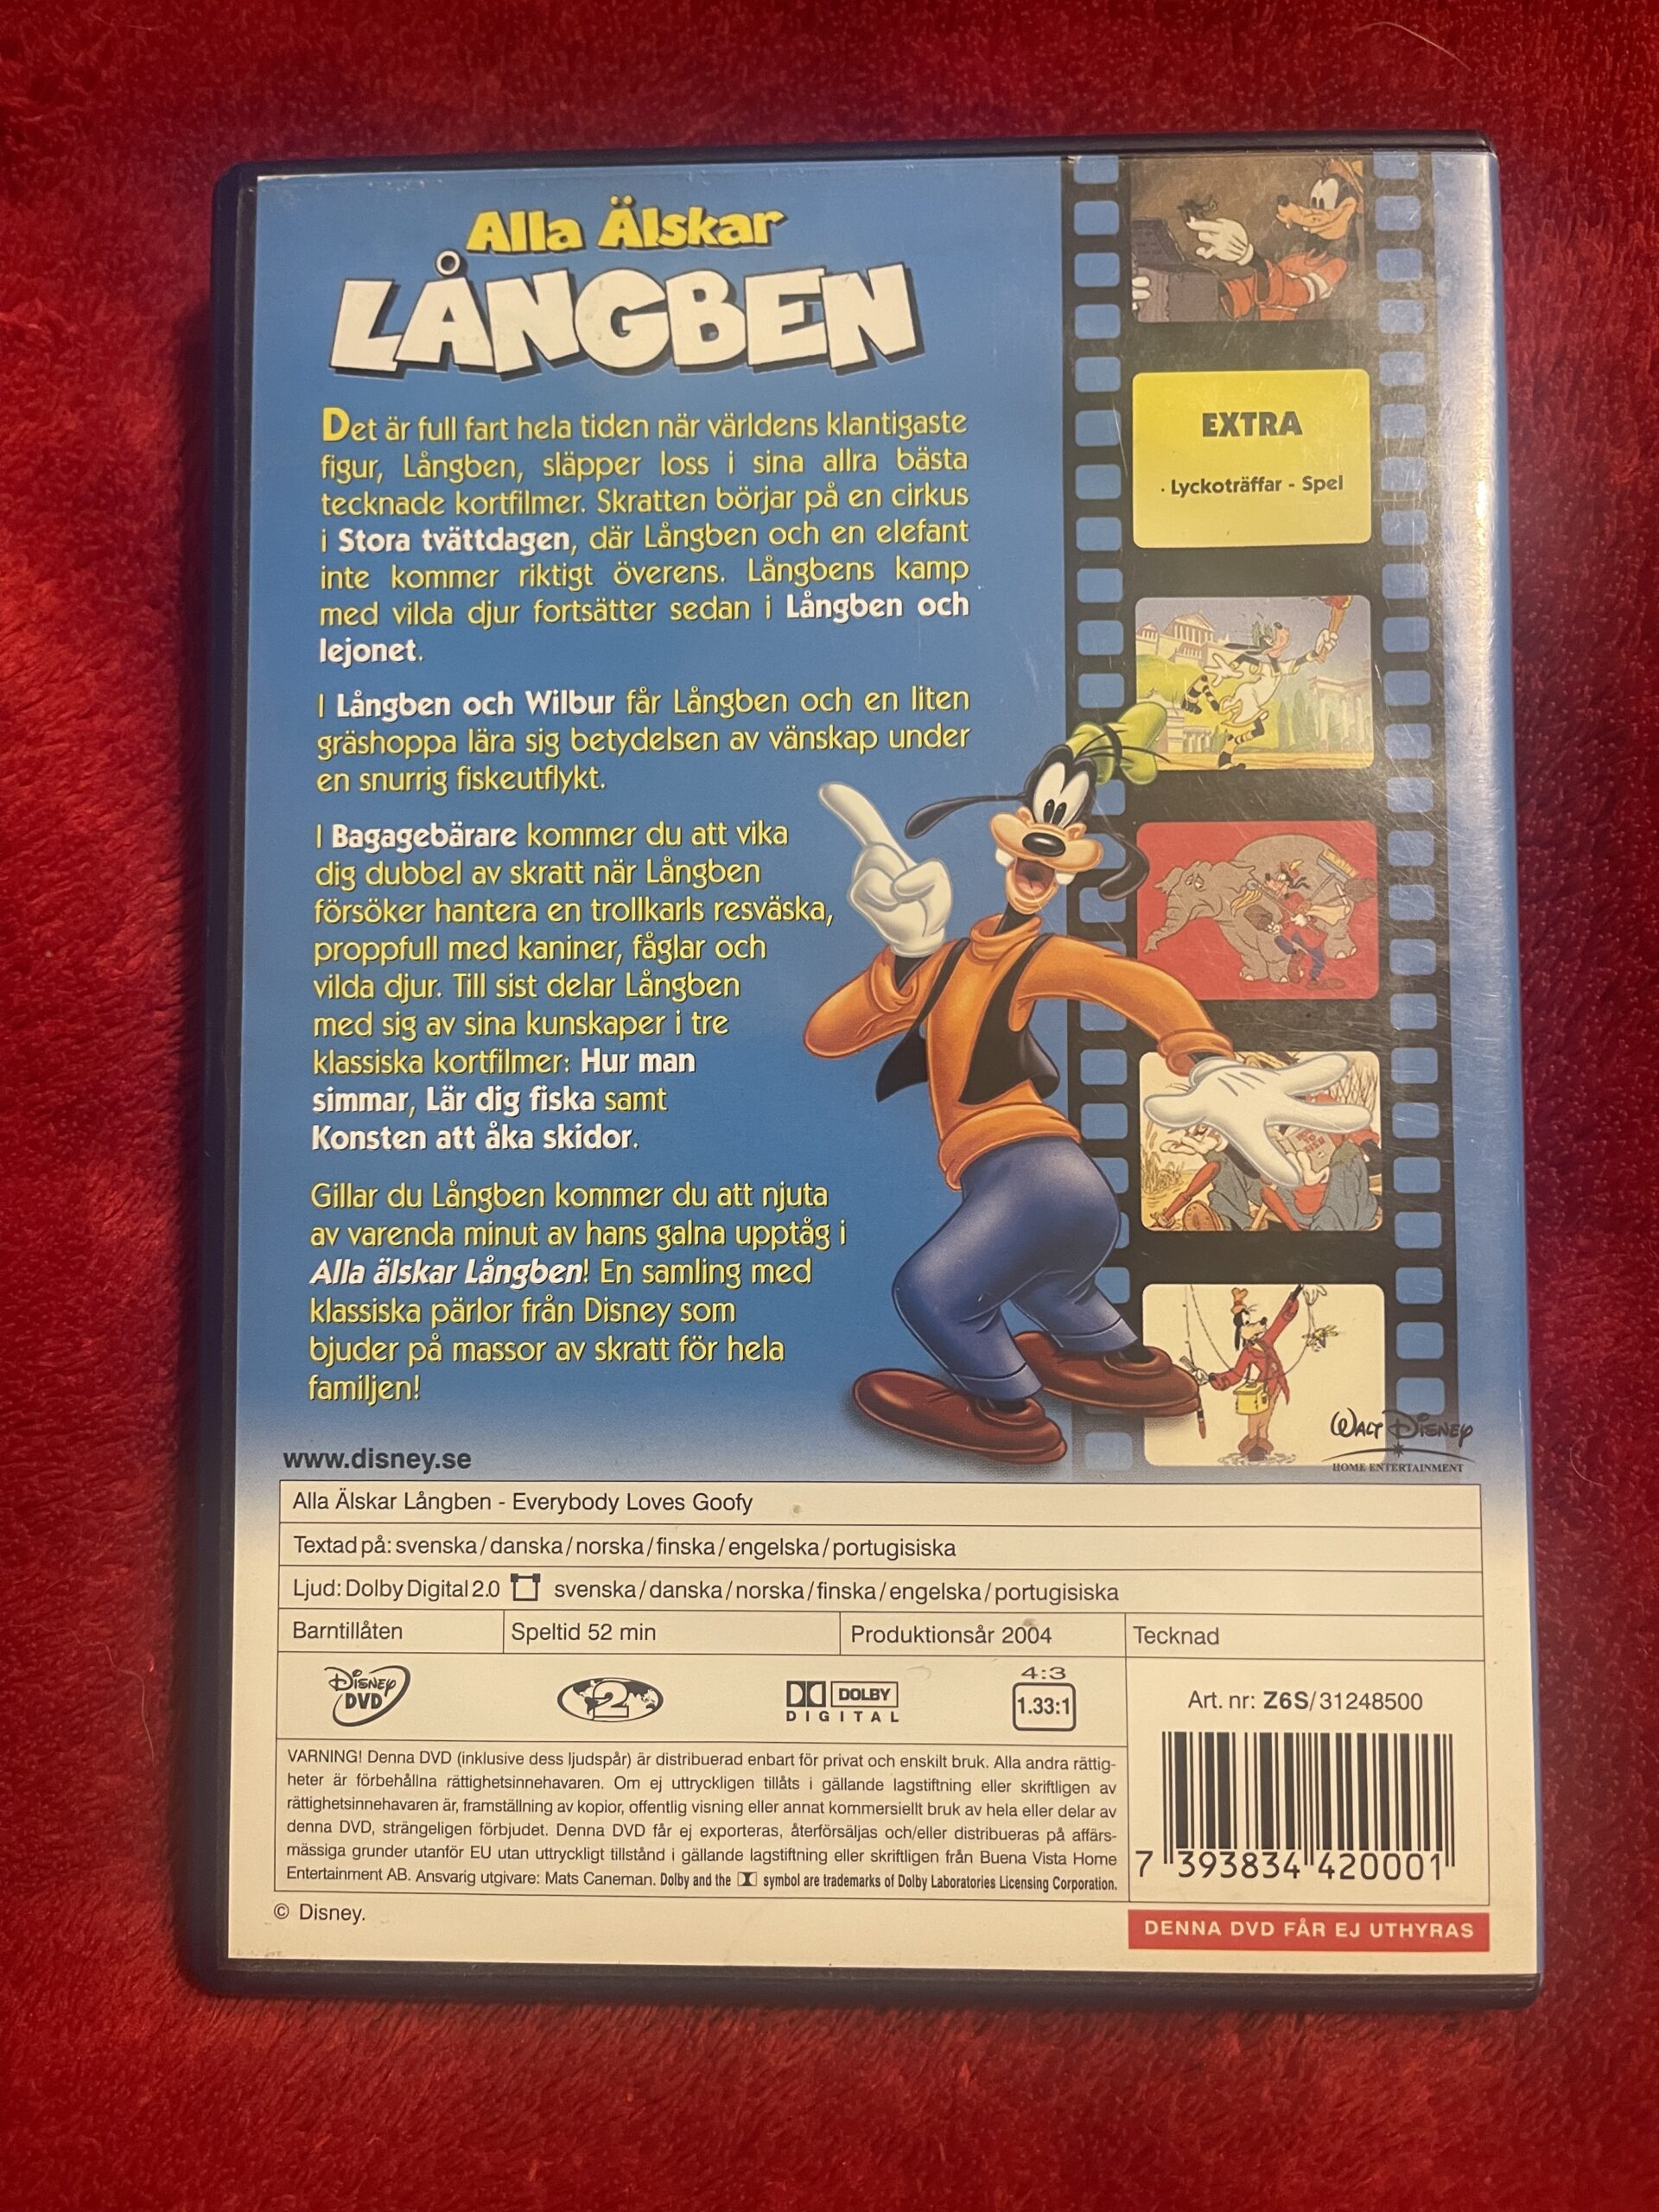 Alla Älskar
LÅNGBEN
Det är full fart hela tiden när världens klantigaste
figur, Långben, släpper loss i sina allra bästa
tecknade kortfilmer. Skratten börjar på en cirkus
i Stora tvättdagen, där Långben och en elefant
inte kommer riktigt överens. Långbens kamp
med vilda djur fortsätter sedan i Långben och
lejonet.
I Långben och Wilbur får Långben och en liten
gräshoppa lära sig betydelsen av vänskap under
en snurrig fiskeutflykt.
I Bagagebärare kommer du att vika
dig dubbel av skratt när Långben
försöker hantera en trollkarls resväska,
proppfull med kaniner, fåglar och
vilda djur. Till sist delar Långben
med sig av sina kunskaper i tre
klassiska kortfilmer: Hur man
simmar, Lär dig fiska samt
Konsten att åka skidor.
Gillar du Långben kommer du att njuta
av varenda minut av hans galna upptåg i
Alla älskar Långben! En samling med
klassiska pärlor från Disney som
bjuder på massor av skratt för hela
familjen!
EXTRA
· Lyckoträffar - Spel
WALT DISNEY
HOME ENTERTAINMENT
www.disney.se
Alla Älskar Långben - Everybody Loves Goofy
Textad på: svenska/danska/norska/finska/engelska/portugisiska
Ljud: Dolby Digital 2.0 svenska/danska/norska/finska/engelska/portugisiska
Barntillåten Speltid 52 min Produktionsår 2004 Tecknad
DISNEY
DVD
2
DOLBY
DIGITAL
4:3
1.33:1
Art. nr: Z6S/31248500
VARNING! Denna DVD (inklusive dess ljudspår) är distribuerad enbart för privat och enskilt bruk. Alla andra rättig-
heter är förbehållna rättighetsinnehavaren. Om ej uttryckligen tillåts i gällande lagstiftning eller skriftligen av
rättighetsinnehavaren är, framställning av kopior, offentlig visning eller annat kommersiellt bruk av hela eller delar av
denna DVD, strängeligen förbjudet. Denna DVD får ej exporteras, återförsäljas och/eller distribueras på affärs-
mässiga grunder utanför EU utan uttryckligt tillstånd i gällande lagstiftning eller skriftligen från Buena Vista Home
Entertainment AB. Ansvarig utgivare: Mats Caneman. Dolby and the symbol are trademarks of Dolby Laboratories Licensing Corporation.
7 393834 420001
© Disney.
DENNA DVD FÅR EJ UTHYRAS